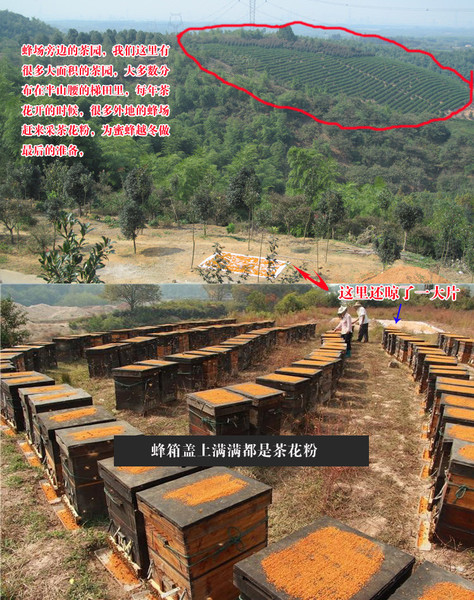 蜂场旁边的茶园，我们这里有
很多大面积的茶园，大多数分
布在半山腰的梯田里，每年茶
花开的时候，很多外地的蜂场
赶来采茶花粉，为蜜蜂越冬做
最后的准备，
这里还晾了一大片
蜂箱盖上满满都是茶花粉